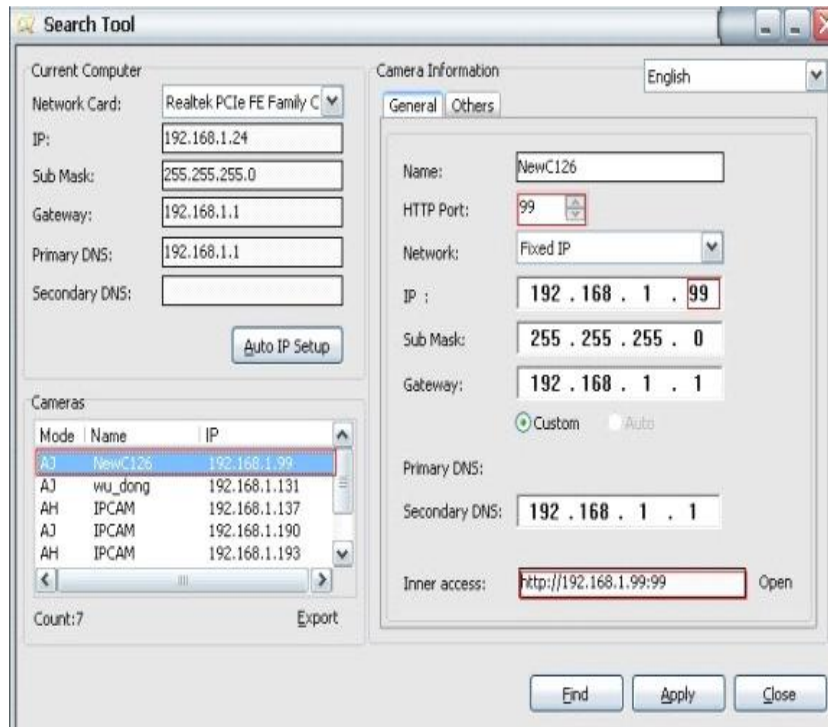 Search Tool
Current Computer
Network Card: Realtek PCIe FE Family C
IP: 192.168.1.24
Sub Mask: 255.255.255.0
Gateway: 192.168.1.1
Primary DNS: 192.168.1.1
Secondary DNS:
Auto IP Setup
Cameras
Mode Name IP
AJ NewC126 192.168.1.99
AJ wu_dong 192.168.1.131
AH IPCAM 192.168.1.137
AJ IPCAM 192.168.1.190
AH IPCAM 192.168.1.193
Count:7 Export
Camera Information
English
General Others
Name: NewC126
HTTP Port: 99
Network: Fixed IP
IP : 192 . 168 . 1 . 99
Sub Mask: 255 . 255 . 255 . 0
Gateway: 192 . 168 . 1 . 1
Custom Auto
Primary DNS:
Secondary DNS: 192 . 168 . 1 . 1
Inner access: http://192.168.1.99:99 Open
Find Apply Close